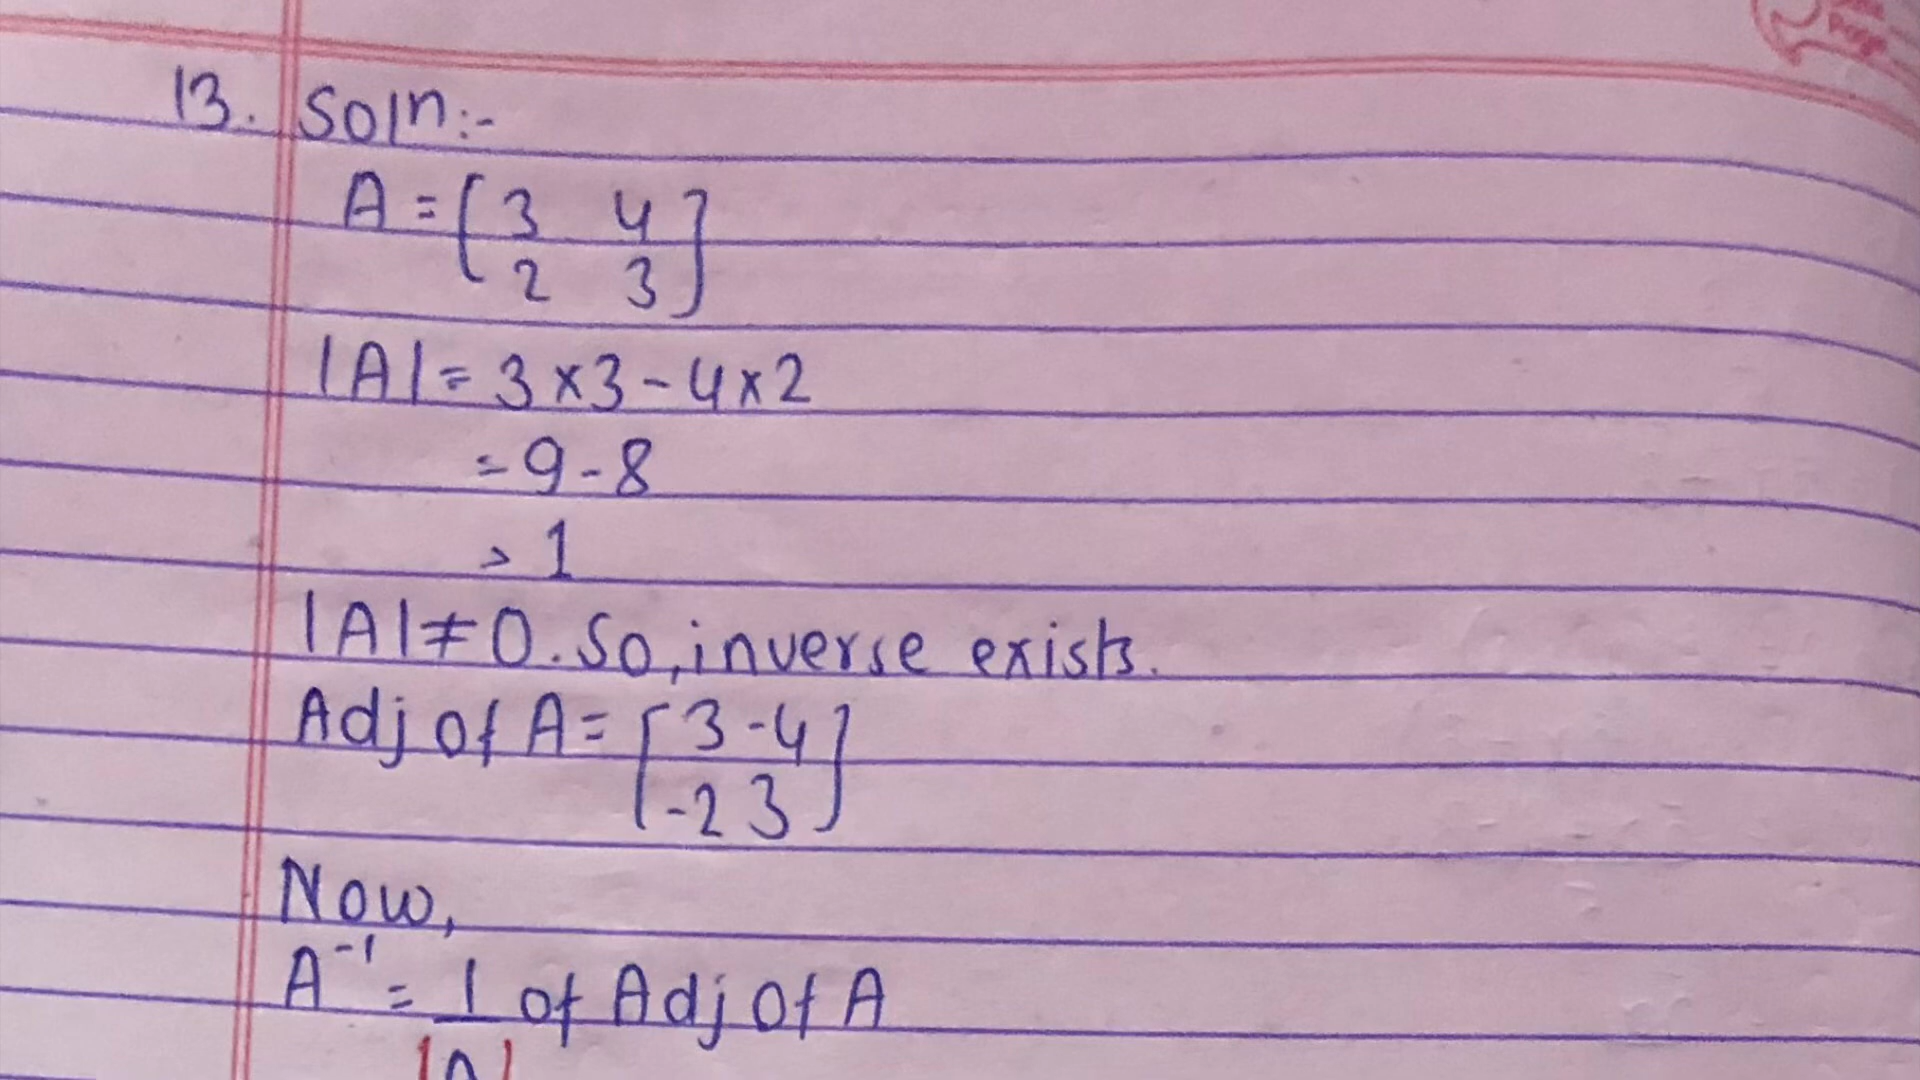 13. Soln:-
A = [ 3 4
2 3 ]
|A| = 3 × 3 - 4 × 2
= 9 - 8
= 1
|A| ≠ 0. So, inverse exists.
Adj of A = [ 3 -4
-2 3 ]
Now,
A⁻¹ = 1 of Adj of A
|A|